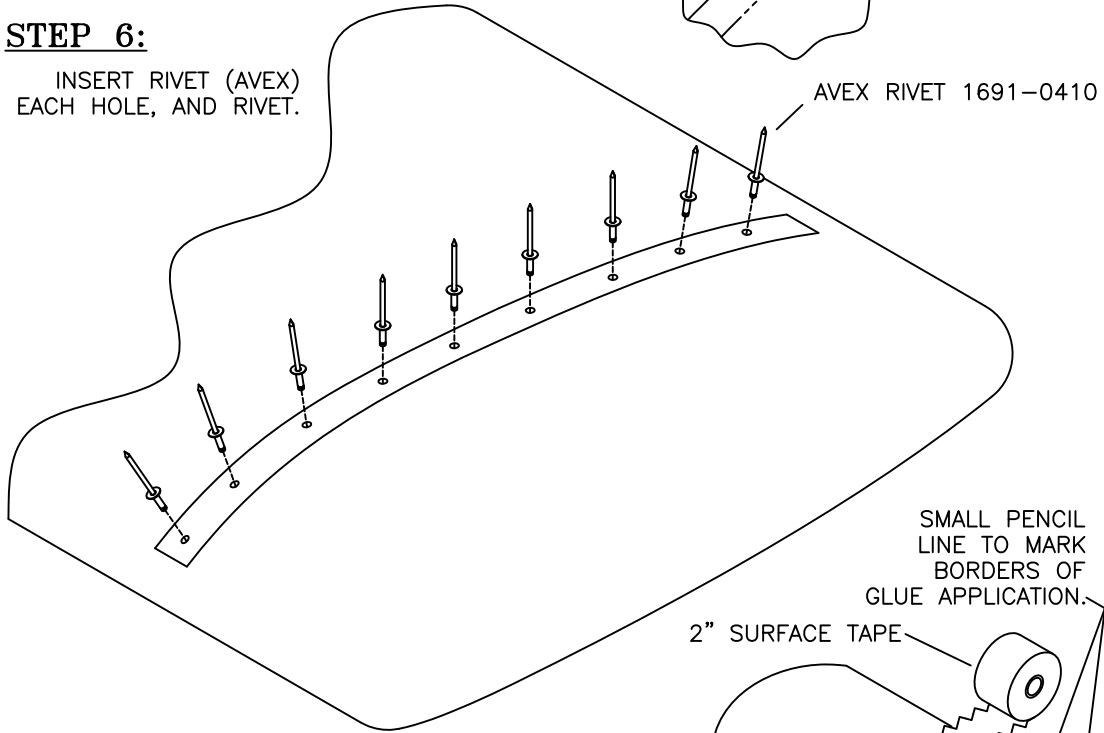 STEP 6:
INSERT RIVET (AVEX)
EACH HOLE, AND RIVET.
AVEX RIVET 1691–0410
SMALL PENCIL
LINE TO MARK
BORDERS OF
GLUE APPLICATION.
2” SURFACE TAPE